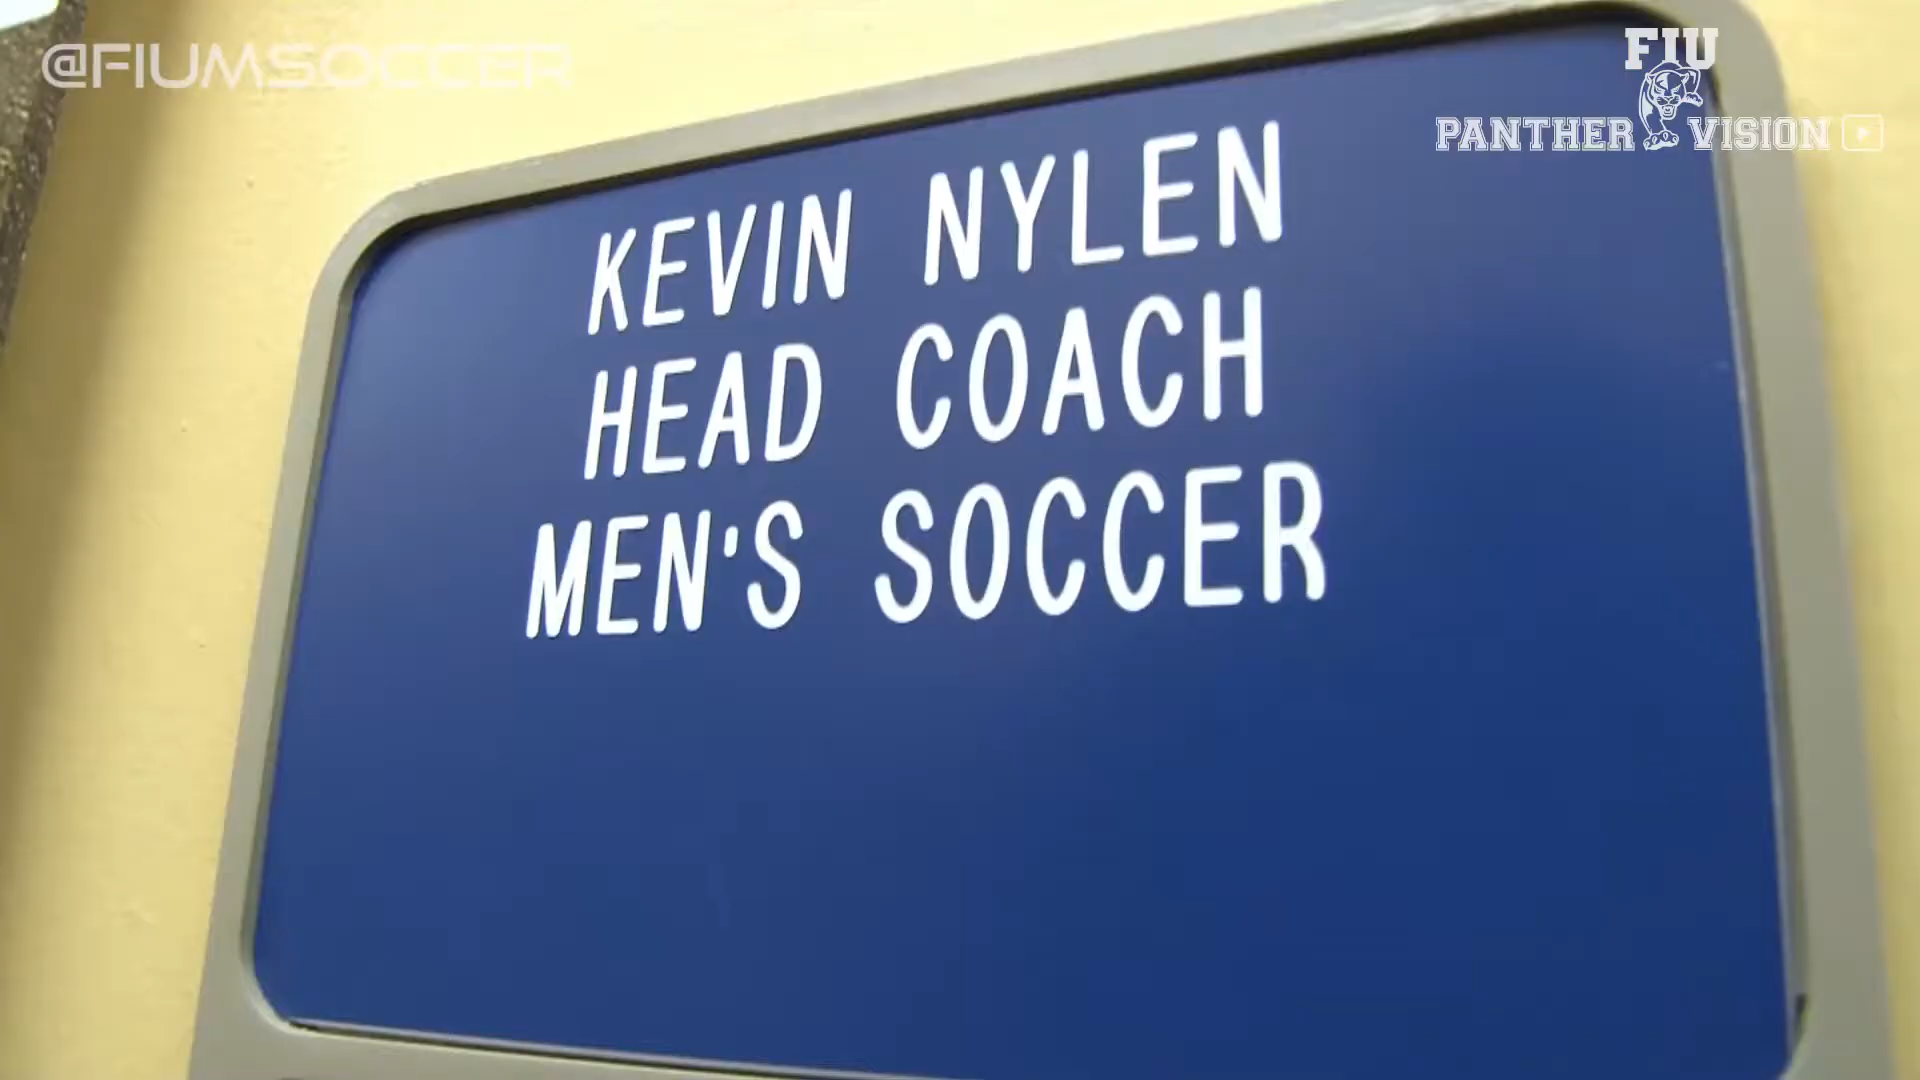 @FIUMSOCCER
FIU
PANTHER VISION
KEVIN NYLEN
HEAD COACH
MEN'S SOCCER